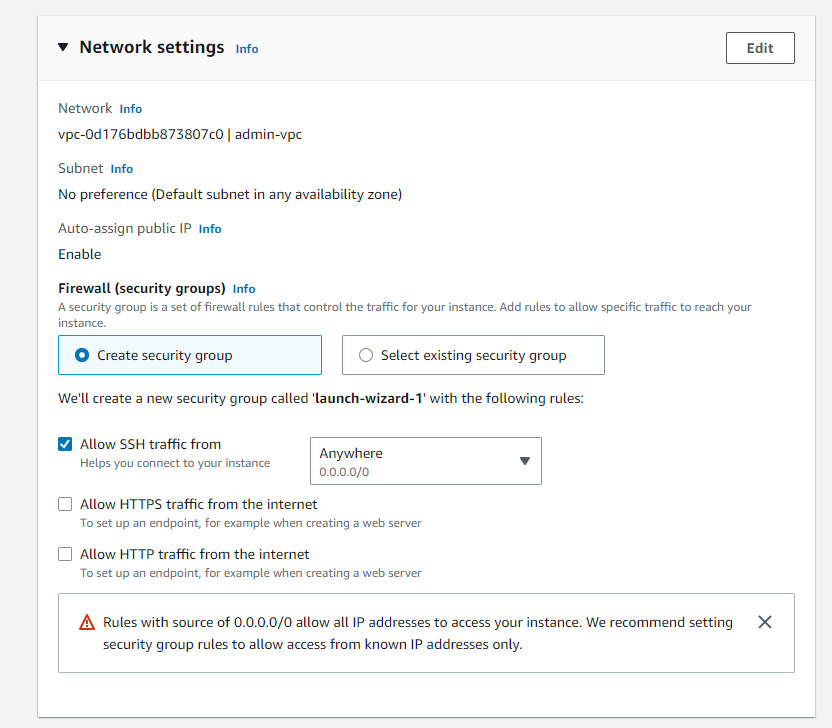 Network settings Info
Edit
Network Info
vpc-0d176bdbb873807c0 | admin-vpc
Subnet Info
No preference (Default subnet in any availability zone)
Auto-assign public IP Info
Enable
Firewall (security groups) Info
A security group is a set of firewall rules that control the traffic for your instance. Add rules to allow specific traffic to reach your
instance.
Create security group
Select existing security group
We'll create a new security group called 'launch-wizard-1' with the following rules:
Allow SSH traffic from
Helps you connect to your instance
Anywhere
0.0.0.0/0
Allow HTTPS traffic from the internet
To set up an endpoint, for example when creating a web server
Allow HTTP traffic from the internet
To set up an endpoint, for example when creating a web server
Rules with source of 0.0.0.0/0 allow all IP addresses to access your instance. We recommend setting
security group rules to allow access from known IP addresses only.